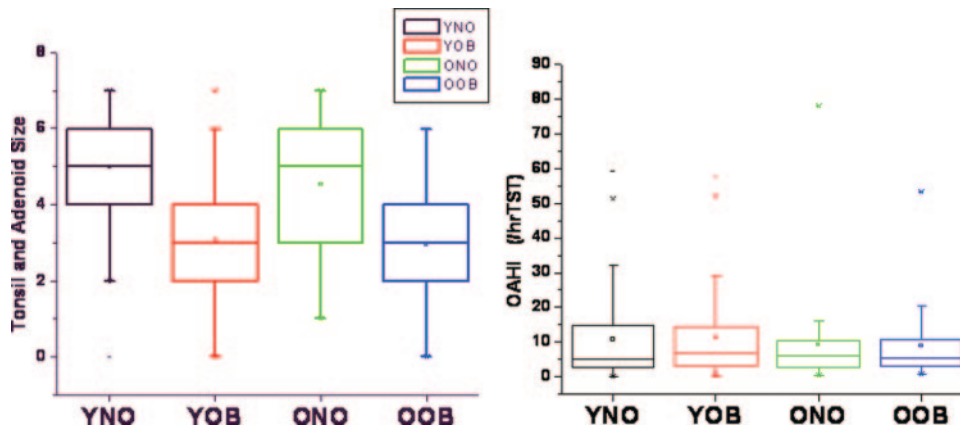 YNO
YOB
ONO
OOB
8
6
4
2
0
Tonsil and Adenoid Size
YNO YOB ONO OOB
90
80
70
60
50
40
30
20
10
0
OAHI (/hrTST)
YNO YOB ONO OOB